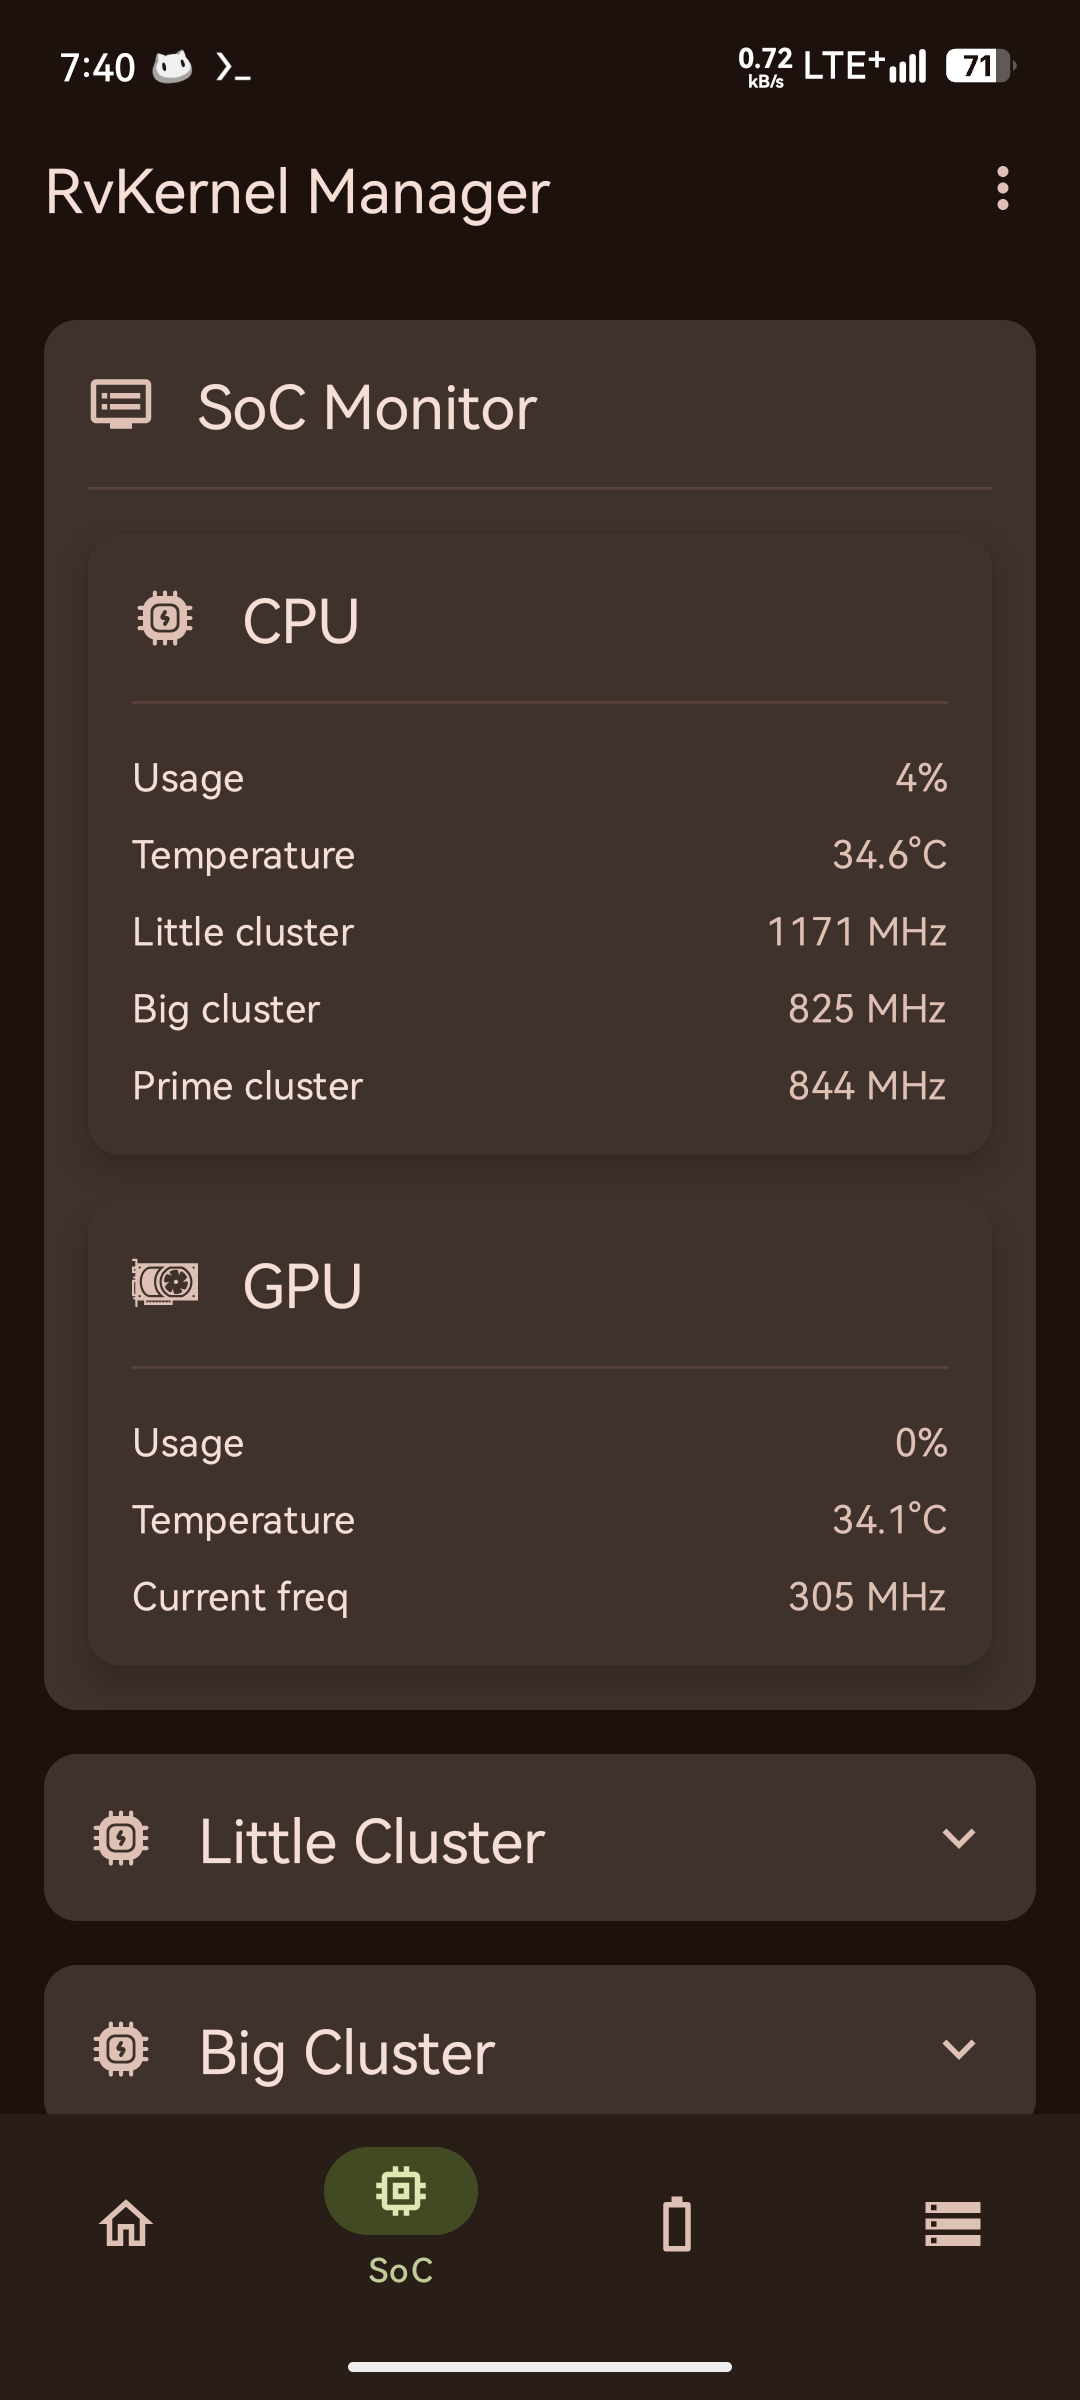 7:40 0.72 kB/s LTE+ 71
RvKernel Manager
SoC Monitor
CPU
Usage 4%
Temperature 34.6°C
Little cluster 1171 MHz
Big cluster 825 MHz
Prime cluster 844 MHz
GPU
Usage 0%
Temperature 34.1°C
Current freq 305 MHz
Little Cluster
Big Cluster
SoC